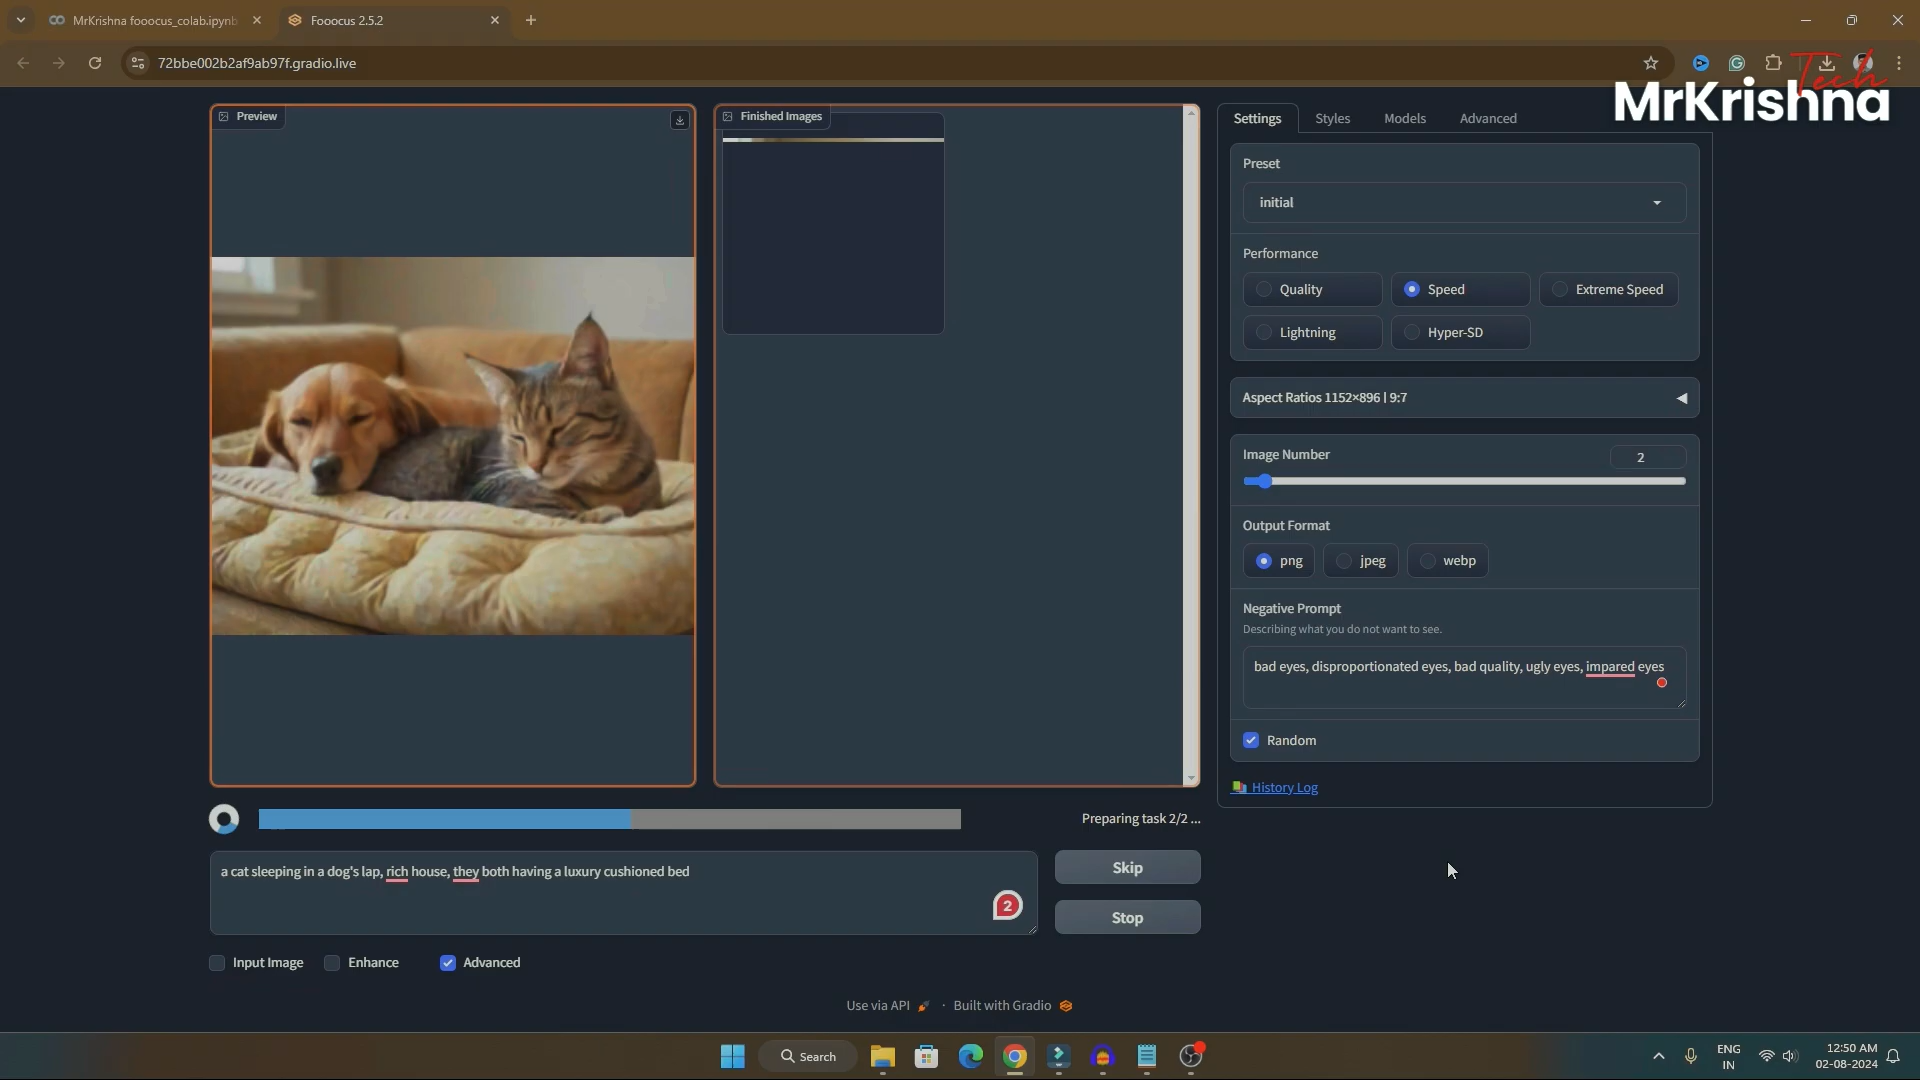 MrKrishna fooocus_colab.ipynb
Fooocus 2.5.2
72bbe002b2af9ab97f.gradio.live
Tech
MrKrishna
Preview
Finished Images
Settings
Styles
Models
Advanced
Preset
initial
Performance
Quality
Speed
Extreme Speed
Lightning
Hyper-SD
Aspect Ratios 1152×896 | 9:7
Image Number
2
Output Format
png
jpeg
webp
Negative Prompt
Describing what you do not want to see.
bad eyes, disproportionated eyes, bad quality, ugly eyes, impared eyes
Random
History Log
Preparing task 2/2 ...
a cat sleeping in a dog's lap, rich house, they both having a luxury cushioned bed
2
Skip
Stop
Input Image
Enhance
Advanced
Use via API
· Built with Gradio
Search
ENG
IN
12:50 AM
02-08-2024